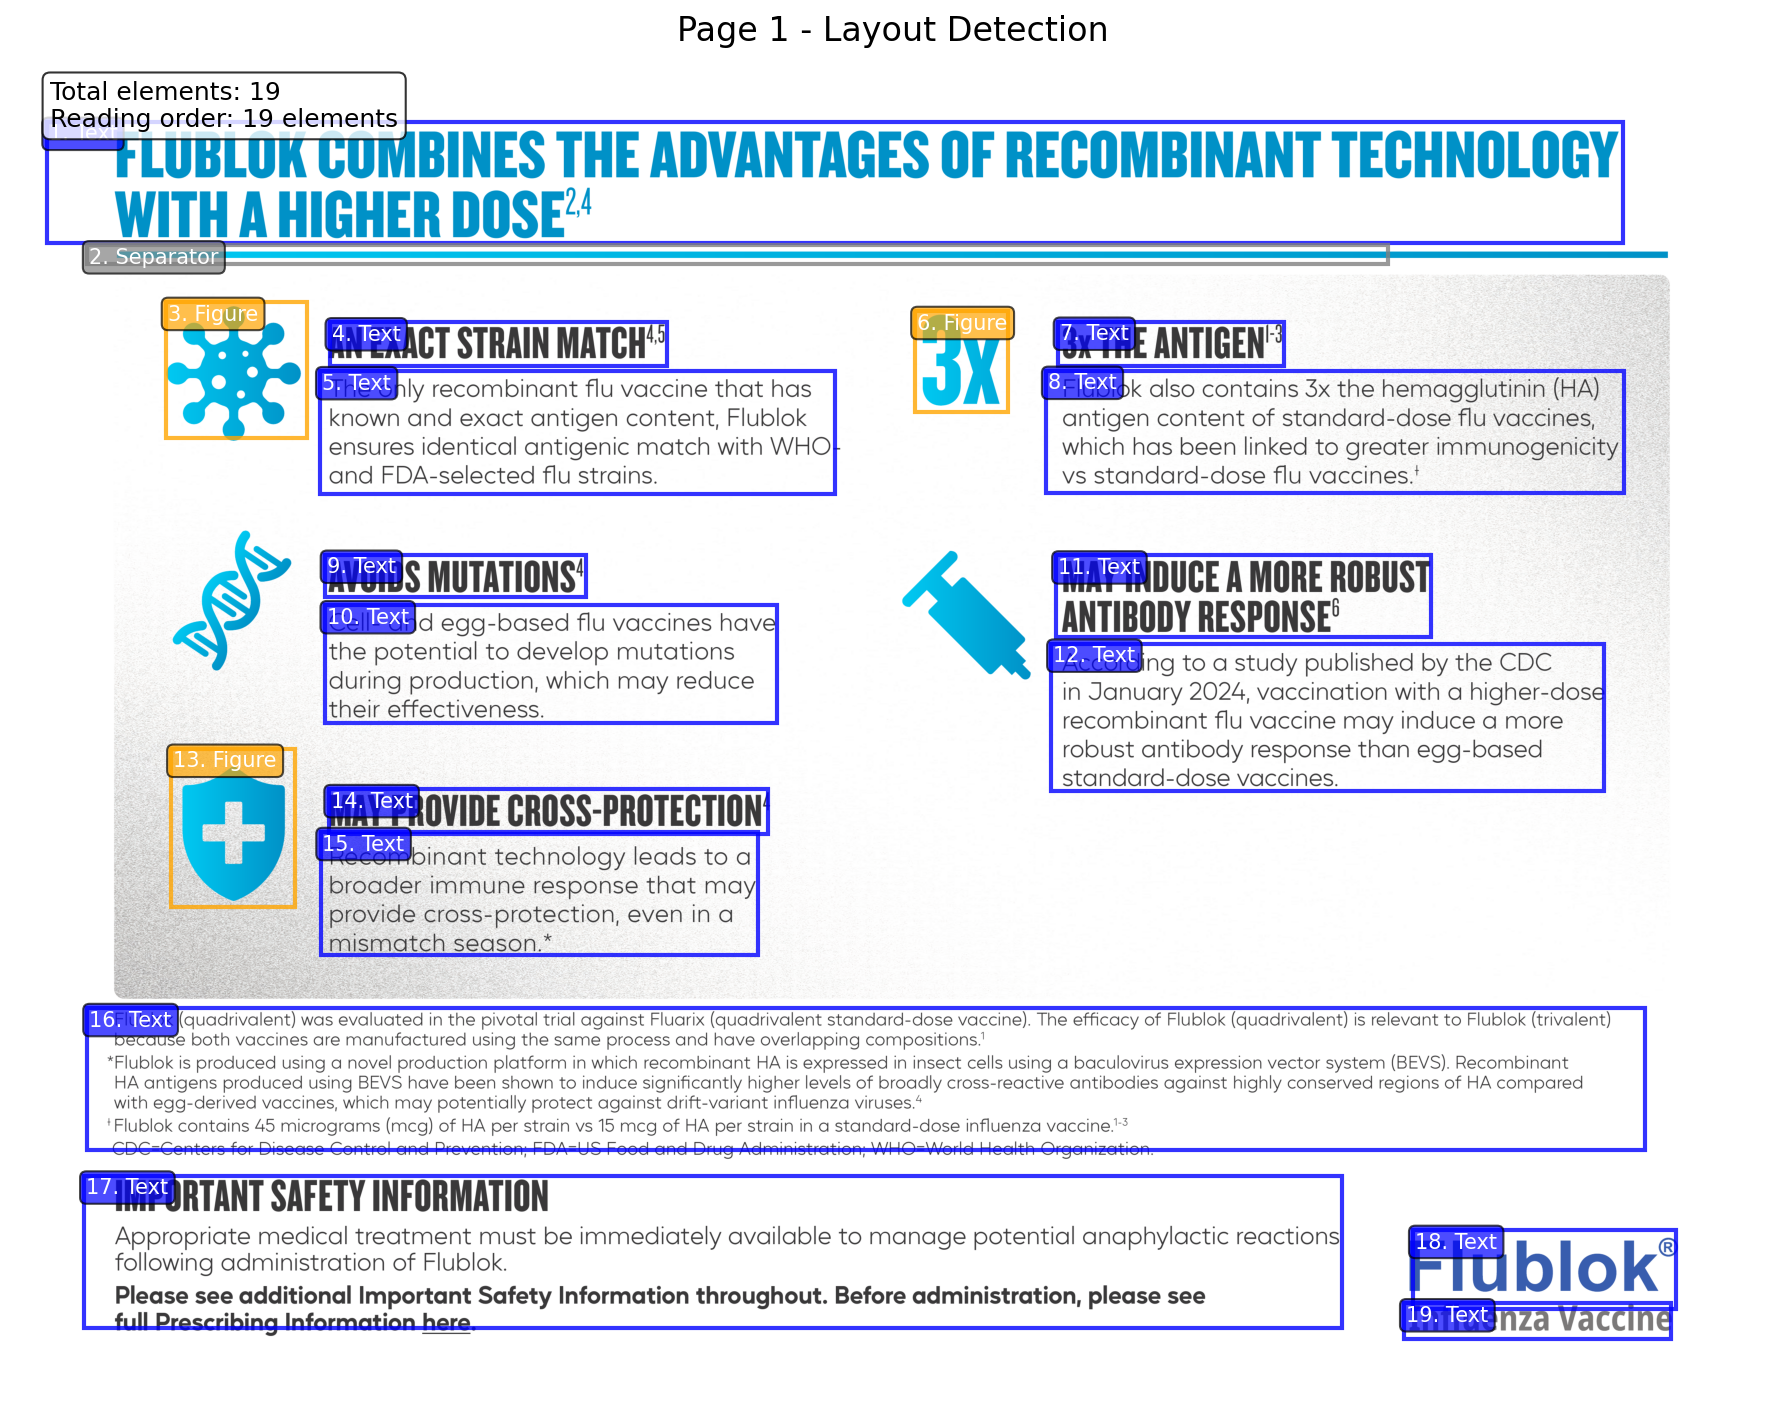 Page 1 - Layout Detection
Total elements: 19
Reading order: 19 elements
1. Text
FLUBLOK COMBINES THE ADVANTAGES OF RECOMBINANT TECHNOLOGY
WITH A HIGHER DOSE2,4
2. Separator
3. Figure
4. Text
AN EXACT STRAIN MATCH4,5
5. Text
The only recombinant flu vaccine that has
known and exact antigen content, Flublok
ensures identical antigenic match with WHO-
and FDA-selected flu strains.
6. Figure
3x
7. Text
3x THE ANTIGEN1-3
8. Text
Flublok also contains 3x the hemagglutinin (HA)
antigen content of standard-dose flu vaccines,
which has been linked to greater immunogenicity
vs standard-dose flu vaccines.†
9. Text
AVOIDS MUTATIONS4
10. Text
Cell- and egg-based flu vaccines have
the potential to develop mutations
during production, which may reduce
their effectiveness.
11. Text
MAY INDUCE A MORE ROBUST
ANTIBODY RESPONSE6
12. Text
According to a study published by the CDC
in January 2024, vaccination with a higher-dose
recombinant flu vaccine may induce a more
robust antibody response than egg-based
standard-dose vaccines.
13. Figure
14. Text
MAY PROVIDE CROSS-PROTECTION4
15. Text
Recombinant technology leads to a
broader immune response that may
provide cross-protection, even in a
mismatch season.*
16. Text
Flublok (quadrivalent) was evaluated in the pivotal trial against Fluarix (quadrivalent standard-dose vaccine). The efficacy of Flublok (quadrivalent) is relevant to Flublok (trivalent)
because both vaccines are manufactured using the same process and have overlapping compositions.1
*Flublok is produced using a novel production platform in which recombinant HA is expressed in insect cells using a baculovirus expression vector system (BEVS). Recombinant
HA antigens produced using BEVS have been shown to induce significantly higher levels of broadly cross-reactive antibodies against highly conserved regions of HA compared
with egg-derived vaccines, which may potentially protect against drift-variant influenza viruses.4
†Flublok contains 45 micrograms (mcg) of HA per strain vs 15 mcg of HA per strain in a standard-dose influenza vaccine.1-3
CDC=Centers for Disease Control and Prevention; FDA=US Food and Drug Administration; WHO=World Health Organization.
17. Text
IMPORTANT SAFETY INFORMATION
Appropriate medical treatment must be immediately available to manage potential anaphylactic reactions
following administration of Flublok.
Please see additional Important Safety Information throughout. Before administration, please see
full Prescribing Information here.
18. Text
Flublok®
19. Text
Influenza Vaccine